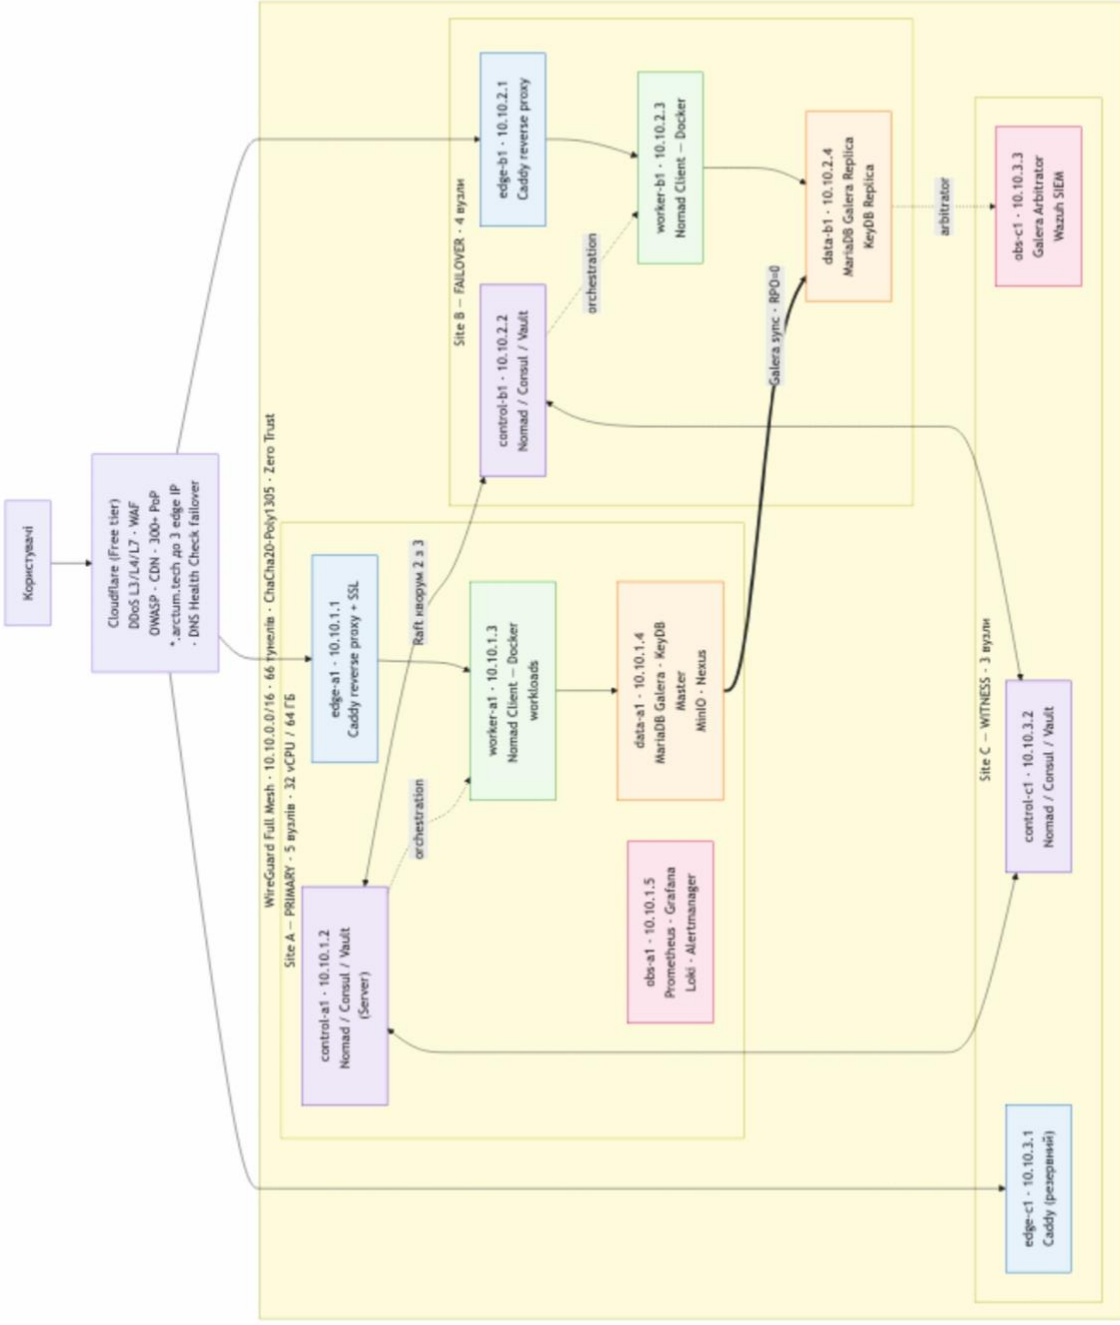 Користувачі
Cloudflare (Free tier)
DDoS L3/L4/L7 · WAF
OWASP · CDN · 300+ PoP
*.arctum.tech до 3 edge IP
· DNS Health Check failover
WireGuard Full Mesh · 10.10.0.0/16 · 66 тунелів · ChaCha20-Poly1305 · Zero Trust
Site A — PRIMARY · 5 вузлів · 32 vCPU / 64 ГБ
control-a1 · 10.10.1.2
Nomad / Consul / Vault
(Server)
edge-a1 · 10.10.1.1
Caddy reverse proxy + SSL
orchestration
Raft кворум 2 з 3
worker-a1 · 10.10.1.3
Nomad Client — Docker
workloads
obs-a1 · 10.10.1.5
Prometheus · Grafana
Loki · Alertmanager
data-a1 · 10.10.1.4
MariaDB Galera · KeyDB
Master
MinIO · Nexus
Site B — FAILOVER · 4 вузли
control-b1 · 10.10.2.2
Nomad / Consul / Vault
edge-b1 · 10.10.2.1
Caddy reverse proxy
orchestration
worker-b1 · 10.10.2.3
Nomad Client — Docker
Galera sync · RPO=0
data-b1 · 10.10.2.4
MariaDB Galera Replica
KeyDB Replica
arbitrator
Site C — WITNESS · 3 вузли
edge-c1 · 10.10.3.1
Caddy (резервний)
control-c1 · 10.10.3.2
Nomad / Consul / Vault
obs-c1 · 10.10.3.3
Galera Arbitrator
Wazuh SIEM